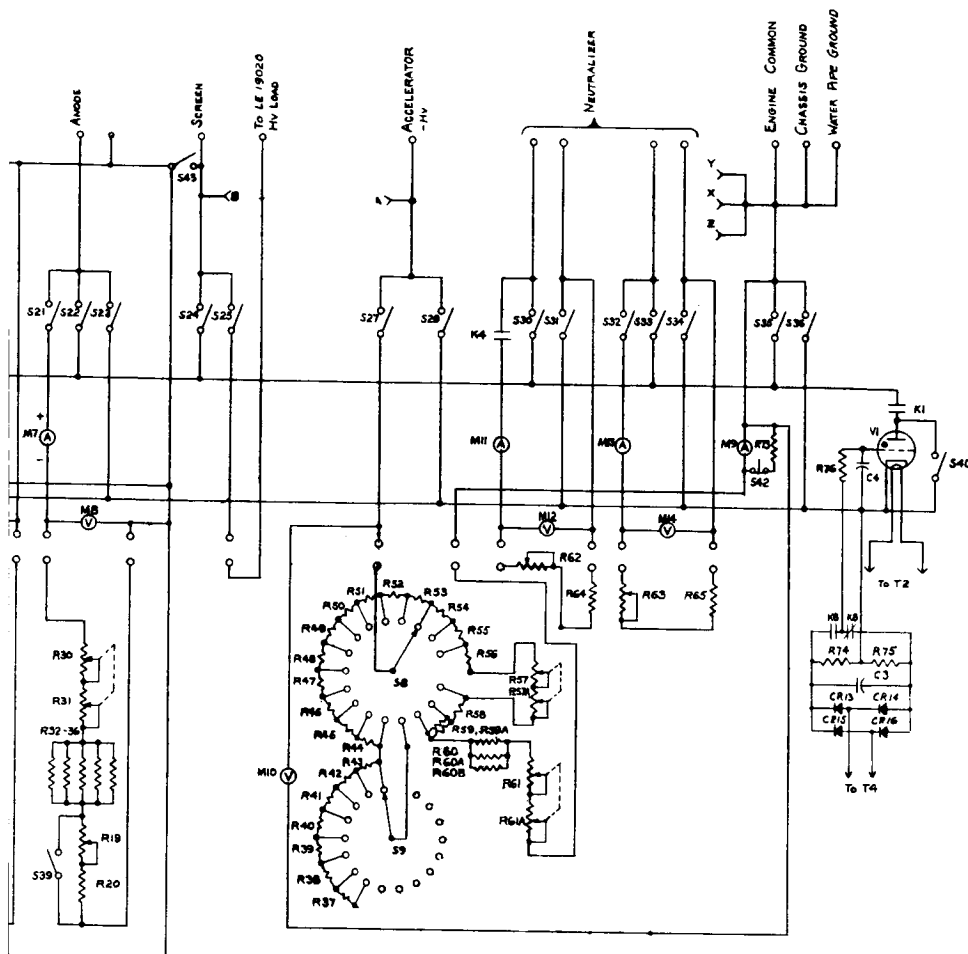 ANODE
SCREEN
TO LE 19020
HV LOAD
ACCELERATOR
-HV
NEUTRALIZER
ENGINE COMMON
CHASSIS GROUND
WATER PIPE GROUND
S43
B
A
Y
X
Z
S21
S22
S23
S24
S25
S27
S28
K4
S30
S31
S32
S33
S34
S35
S36
K1
+
M7
A
-
M11
A
M13
A
M9
A
R73
S42
V1
R76
C4
S40
M8
V
M12
V
M14
V
TO T2
R62
R64
R63
R65
R51
R52
R53
R50
R54
R49
R55
R48
R56
R47
S8
R57
R57A
R46
R58
R45
R59, R59A
R44
R60
R60A
R60B
R43
R61
R42
R61A
R41
R40
R39
S9
R38
R37
M10
V
R30
R31
R32-36
R19
S39
R20
K8
K8
R74
R75
C3
CR13
CR14
CR15
CR16
TO T4